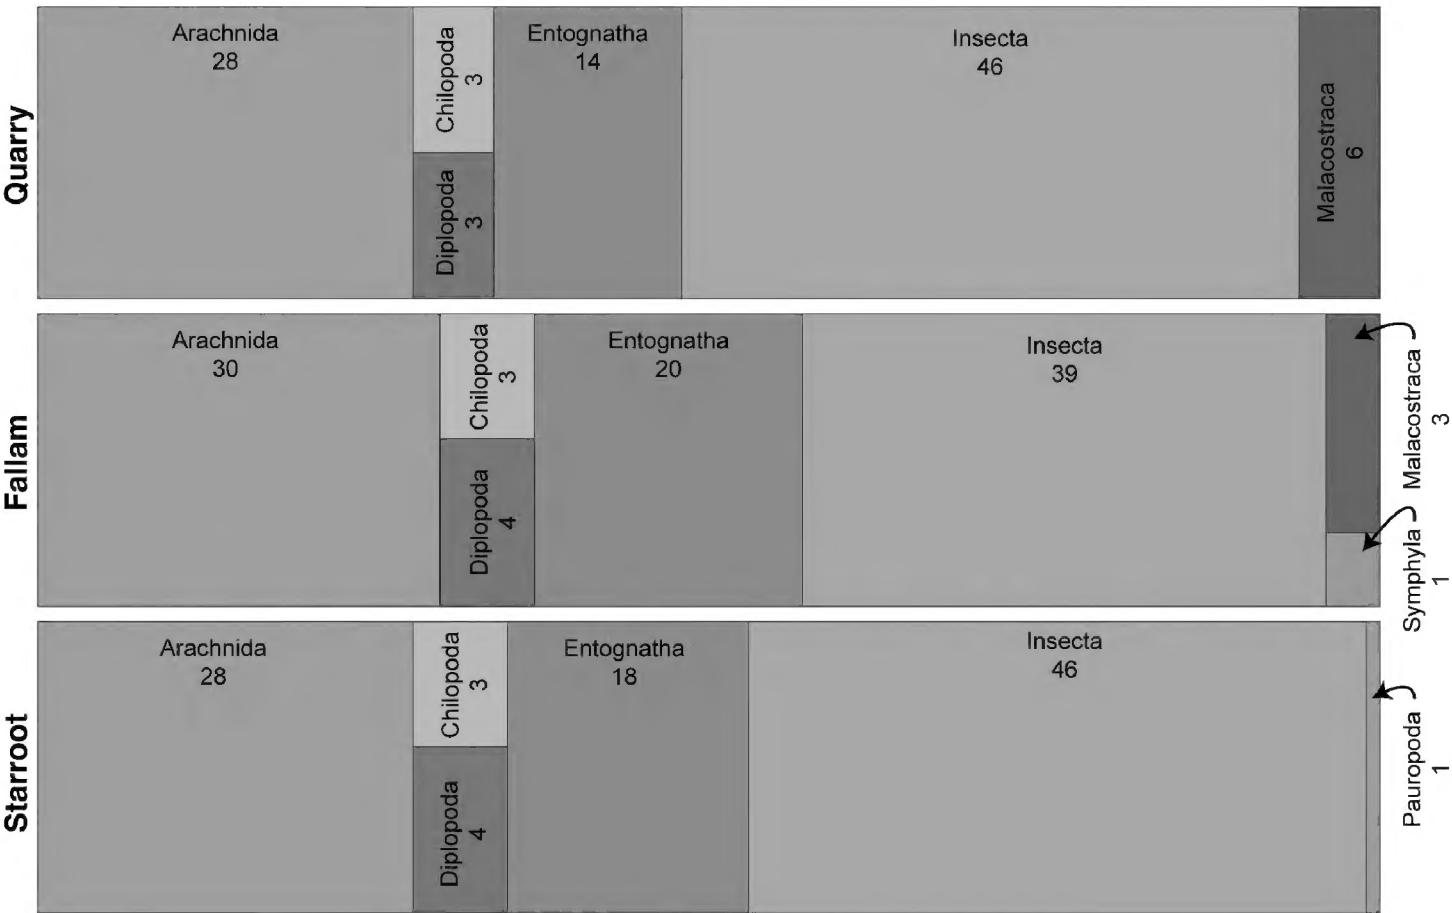 Quarry
Arachnida
28
Chilopoda
3
Diplopoda
3
Entognatha
14
Insecta
46
Malacostraca
6
Fallam
Arachnida
30
Chilopoda
3
Diplopoda
4
Entognatha
20
Insecta
39
Malacostraca
3
Symphyla
1
Starroot
Arachnida
28
Chilopoda
3
Diplopoda
4
Entognatha
18
Insecta
46
Pauropoda
1